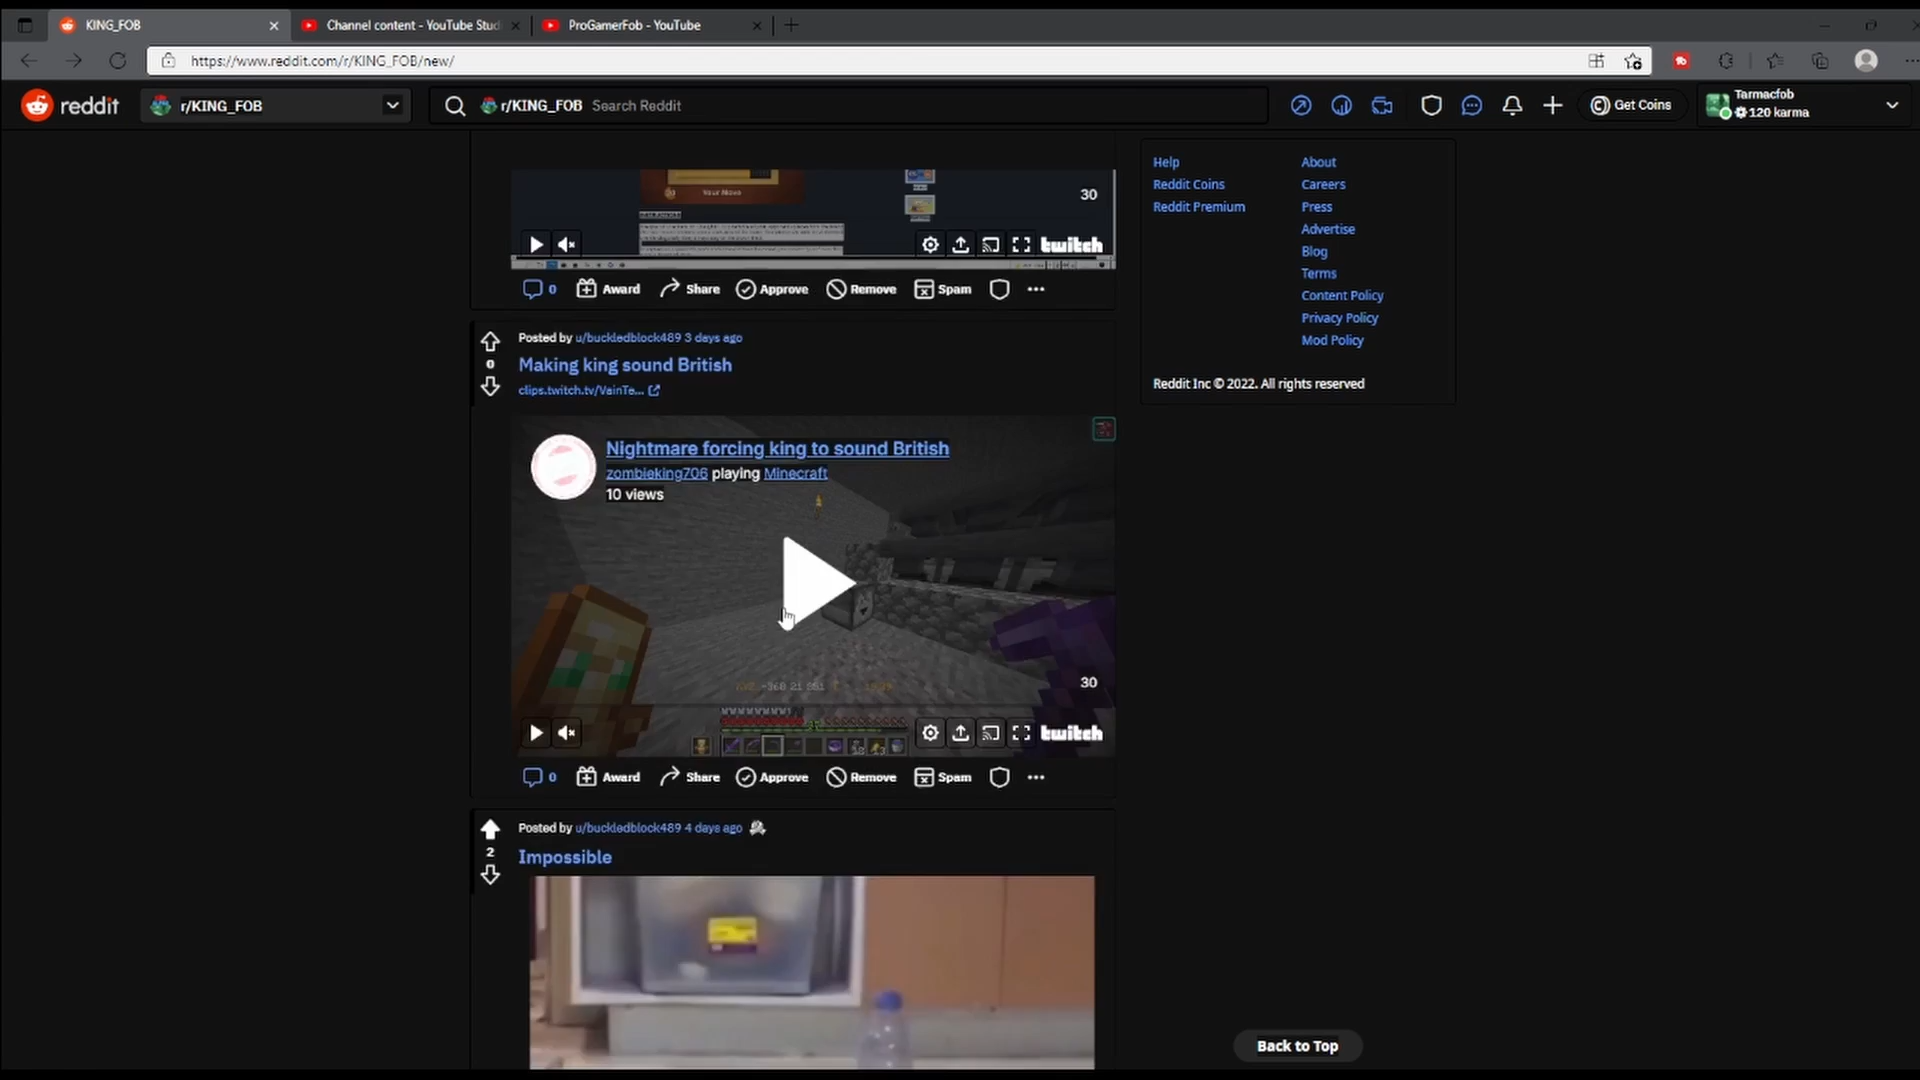 KING_FOB
Channel content - YouTube Stud
ProGamerFob - YouTube
https://www.reddit.com/r/KING_FOB/new/
reddit
r/KING_FOB
r/KING_FOB Search Reddit
Get Coins
Tarmacfob
120 karma
Your Move
30
twitch
0 Award Share Approve Remove Spam
Help
Reddit Coins
Reddit Premium
About
Careers
Press
Advertise
Blog
Terms
Content Policy
Privacy Policy
Mod Policy
Reddit Inc © 2022. All rights reserved
Posted by u/buckledblock489 3 days ago
0
Making king sound British
clips.twitch.tv/VainTe...
Nightmare forcing king to sound British
zombieking706 playing Minecraft
10 views
30
twitch
0 Award Share Approve Remove Spam
Posted by u/buckledblock489 4 days ago
2
Impossible
Back to Top